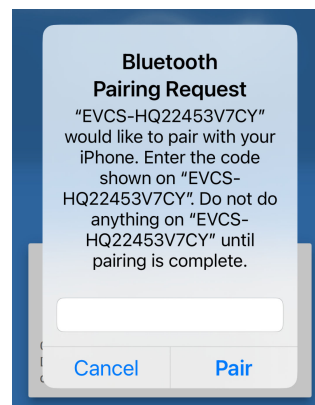 Bluetooth
Pairing Request
“EVCS-HQ22453V7CY”
would like to pair with your
iPhone. Enter the code
shown on “EVCS-
HQ22453V7CY”. Do not do
anything on “EVCS-
HQ22453V7CY” until
pairing is complete.
Cancel
Pair